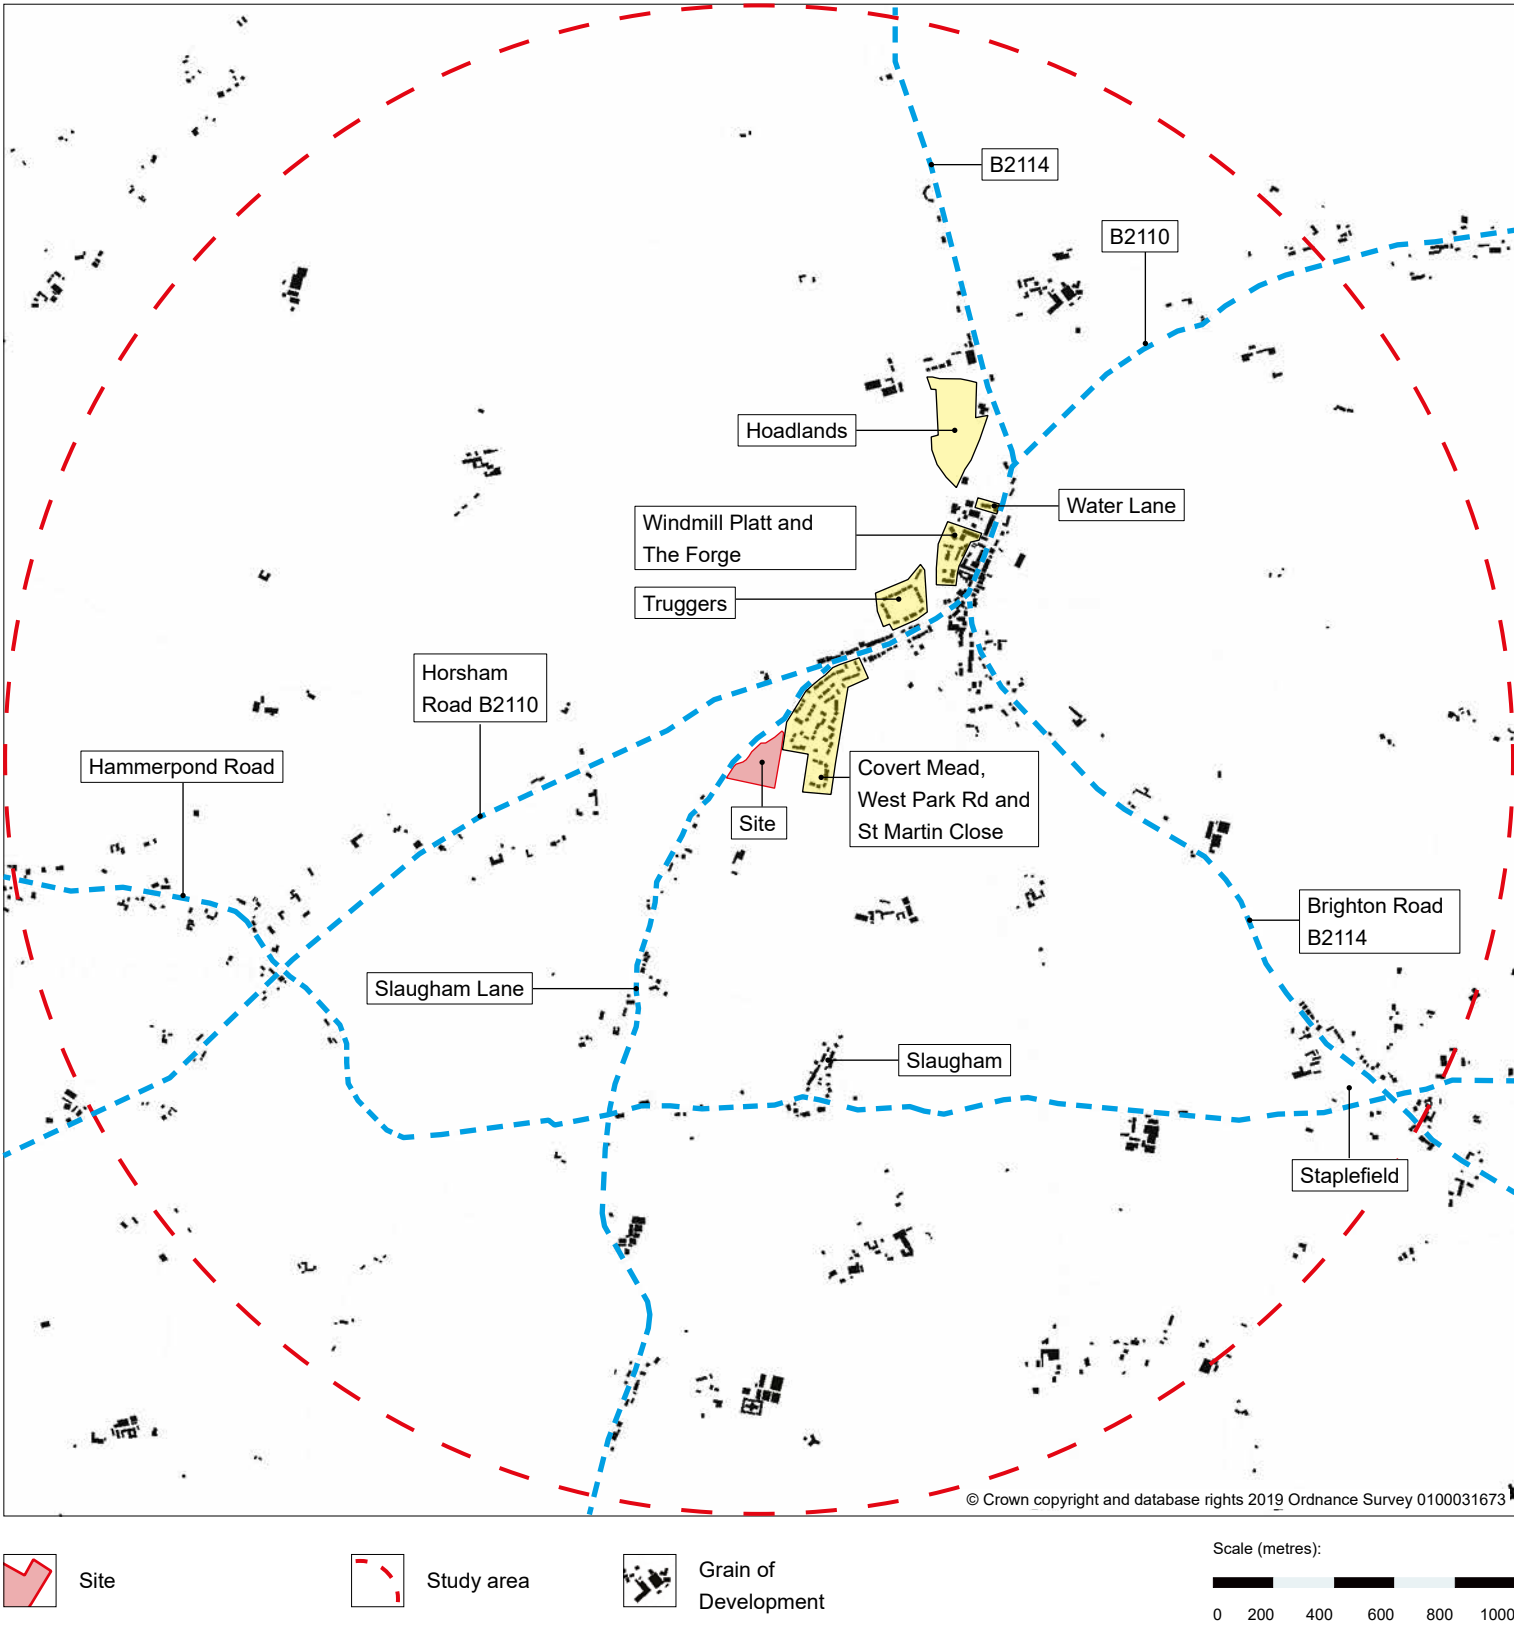 B2114
B2110
Hoadlands
Water Lane
Windmill Platt and
The Forge
Truggers
Horsham
Road B2110
Hammerpond Road
Covert Mead,
West Park Rd and
St Martin Close
Site
Brighton Road
B2114
Slaugham Lane
Slaugham
Staplefield
© Crown copyright and database rights 2019 Ordnance Survey 0100031673
Site
Study area
Grain of
Development
Scale (metres):
0 200 400 600 800 1000